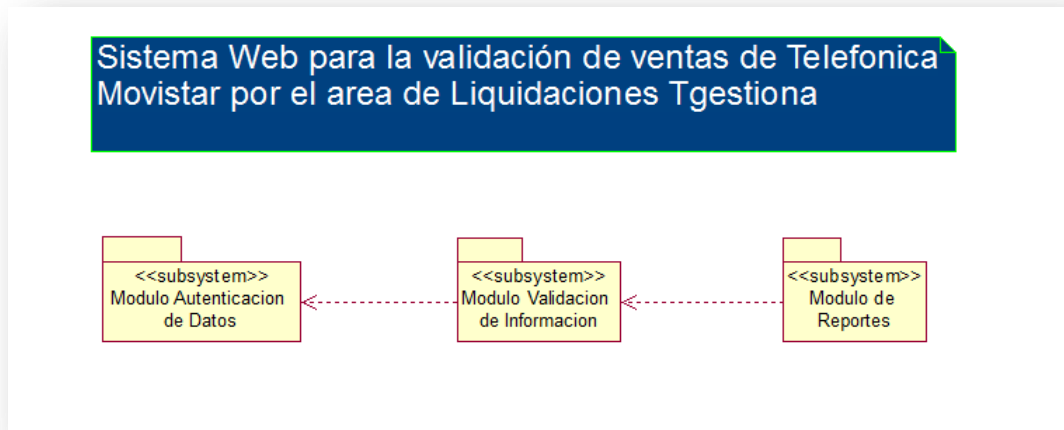 Sistema Web para la validación de ventas de Telefonica
Movistar por el area de Liquidaciones Tgestiona
<<subsystem>>
Modulo Autenticacion
de Datos
<<subsystem>>
Modulo Validacion
de Informacion
<<subsystem>>
Modulo de
Reportes